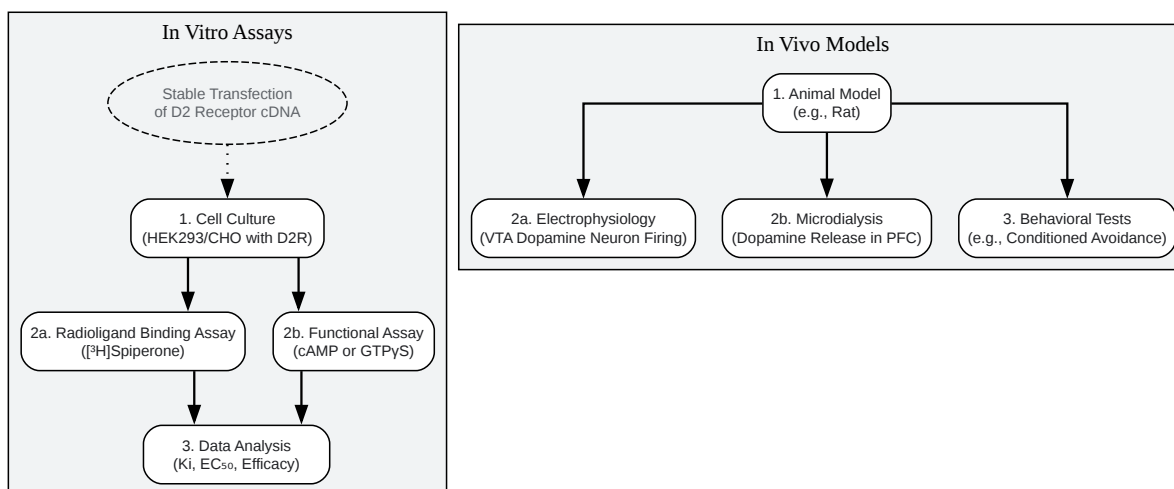 In Vitro Assays
Stable Transfection
of D2 Receptor cDNA
1. Cell Culture
(HEK293/CHO with D2R)
2a. Radioligand Binding Assay
([³H]Spiperone)
2b. Functional Assay
(cAMP or GTPγS)
3. Data Analysis
(Ki, EC₅₀, Efficacy)
In Vivo Models
1. Animal Model
(e.g., Rat)
2a. Electrophysiology
(VTA Dopamine Neuron Firing)
2b. Microdialysis
(Dopamine Release in PFC)
3. Behavioral Tests
(e.g., Conditioned Avoidance)